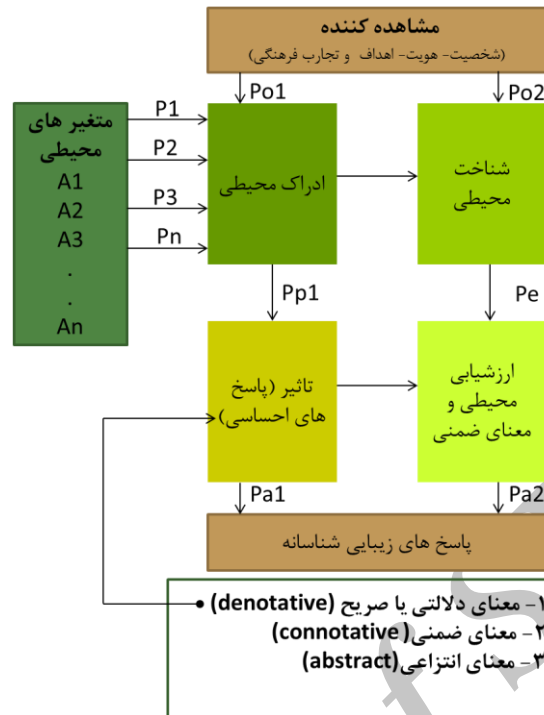 مشاهده کننده
(شخصیت- هویت- اهداف و تجارب فرهنگی)
Po1
Po2
متغیر های
محیطی
A1
A2
A3
.
.
An
P1
P2
P3
Pn
ادراک محیطی
شناخت
محیطی
Pp1
Pe
تاثیر (پاسخ
های احساسی)
ارزشیابی
محیطی و
معنای ضمنی
Pa1
Pa2
پاسخ های زیبایی شناسانه
۱- معنای دلالتی یا صریح (denotative)
۲- معنای ضمنی( connotative)
۳- معنای انتزاعی(abstract)